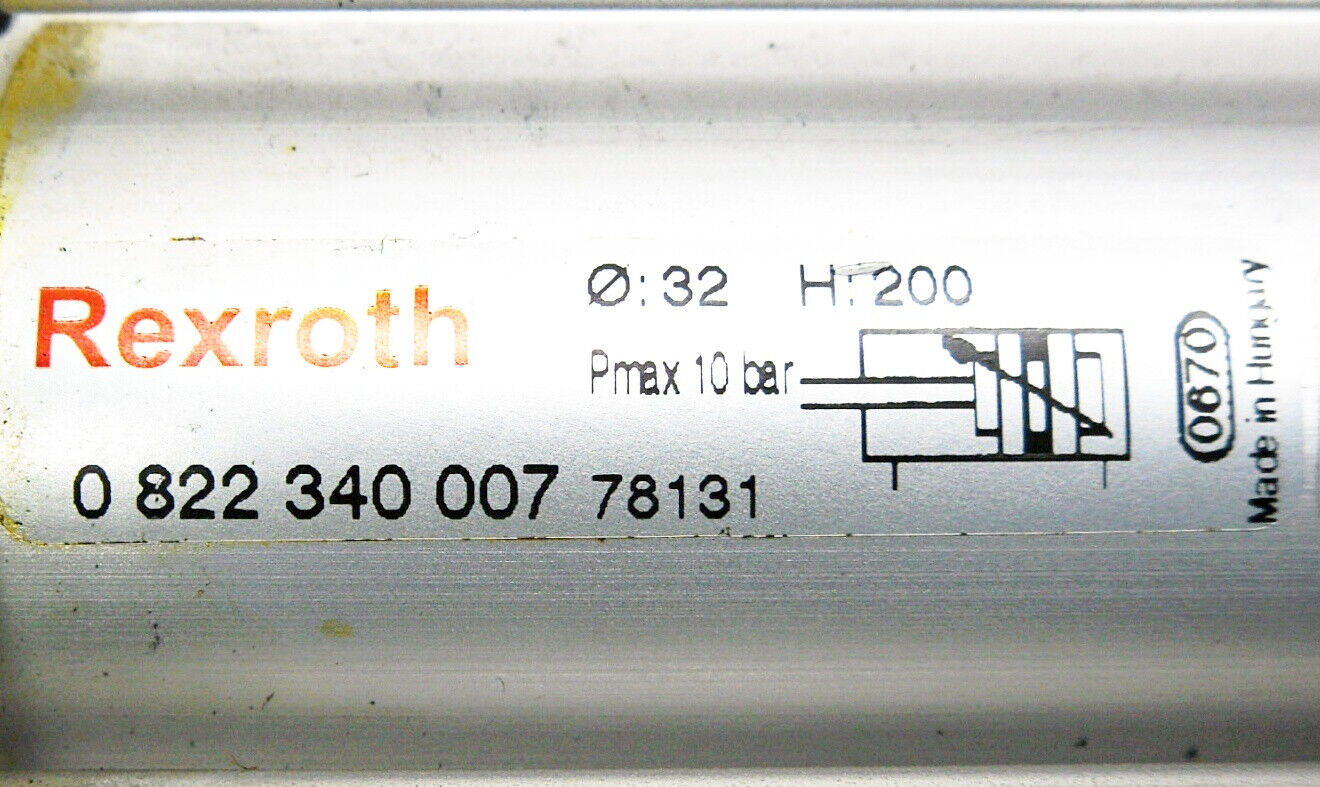 Rexroth
Ø: 32 H: 200
Pmax 10 bar
0 822 340 007 78131
0670
Made in Hungary